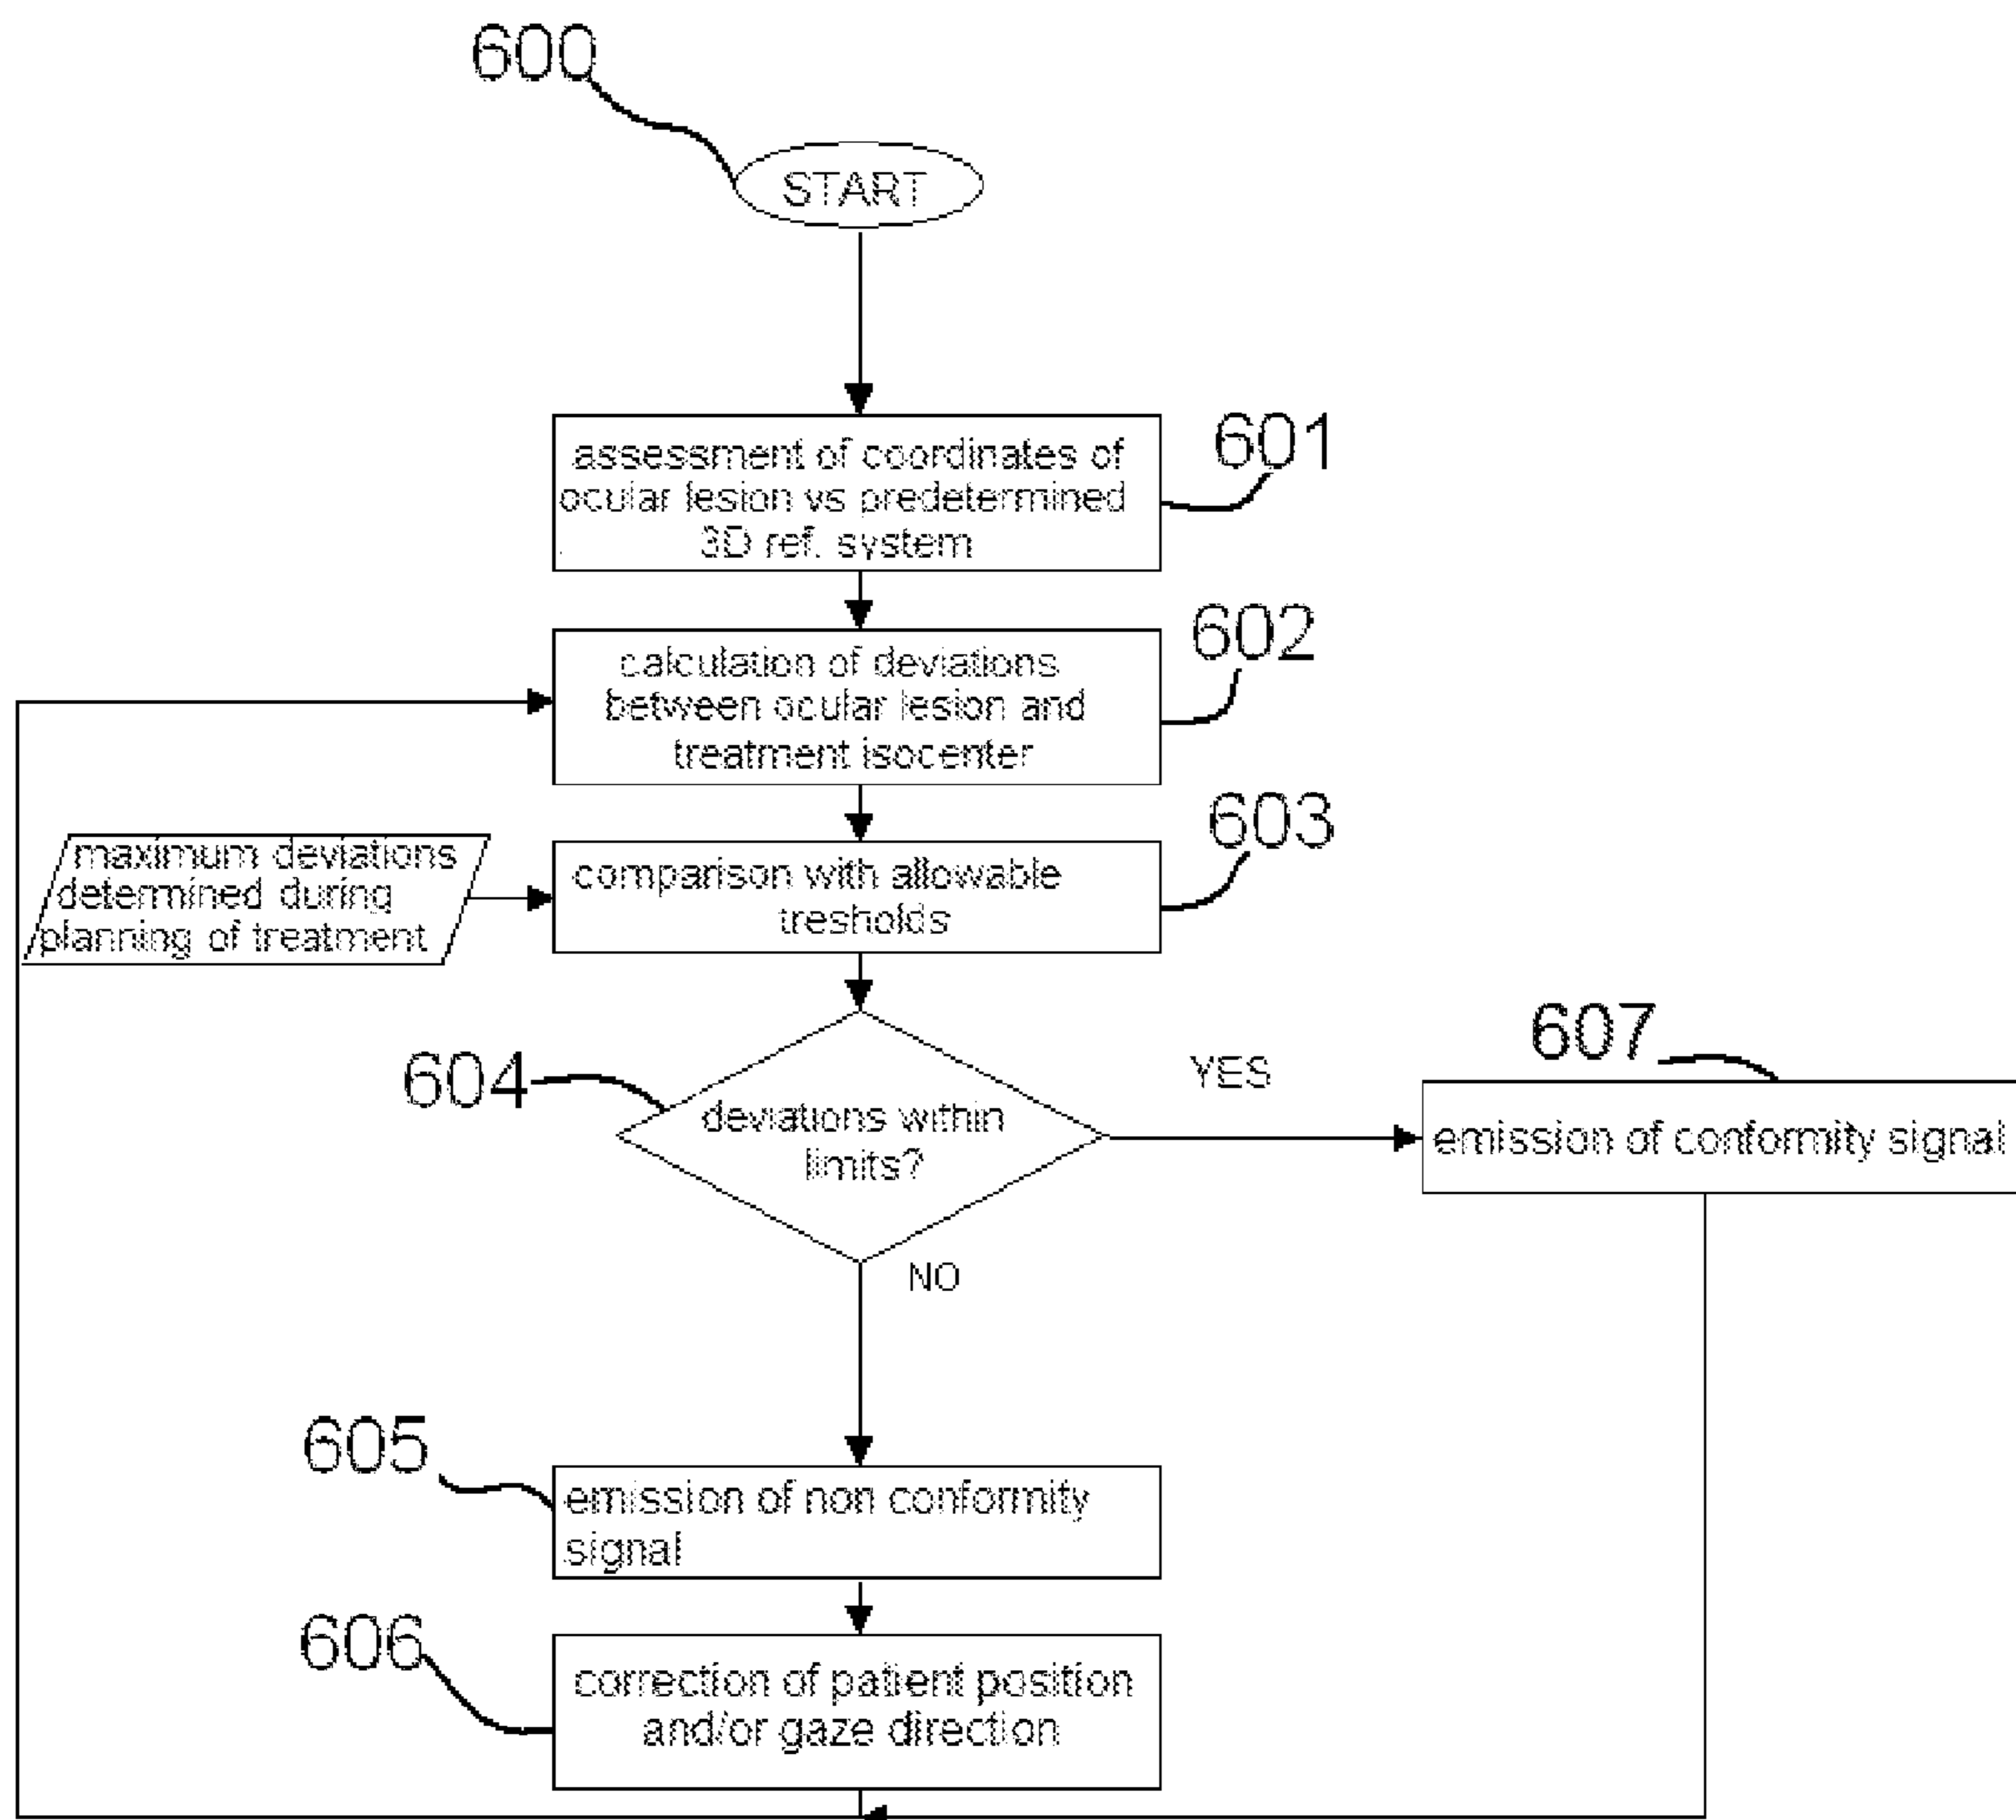 600
START
assessment of coordinates of
ocular lesion vs predetermined
3D ref. system
601
calculation of deviations
between ocular lesion and
treatment isocenter
602
maximum deviations
determined during
planning of treatment
comparison with allowable
tresholds
603
604
deviations within
limits?
YES
607
emission of conformity signal
NO
605
emission of non conformity
signal
606
correction of patient position
and/or gaze direction